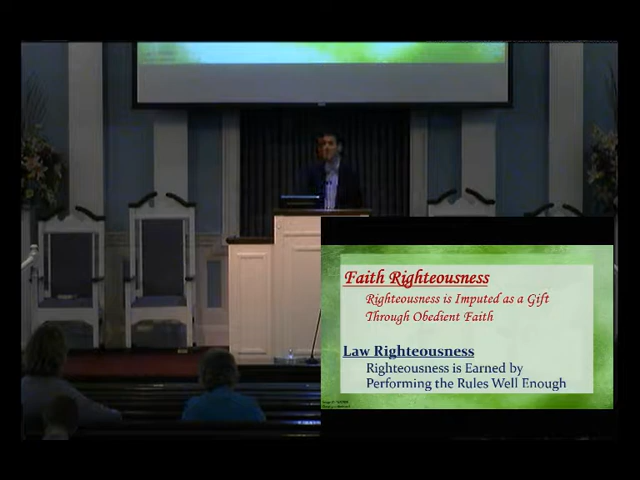 Faith Righteousness
Righteousness is Imputed as a Gift
Through Obedient Faith
Law Righteousness
Righteousness is Earned by
Performing the Rules Well Enough